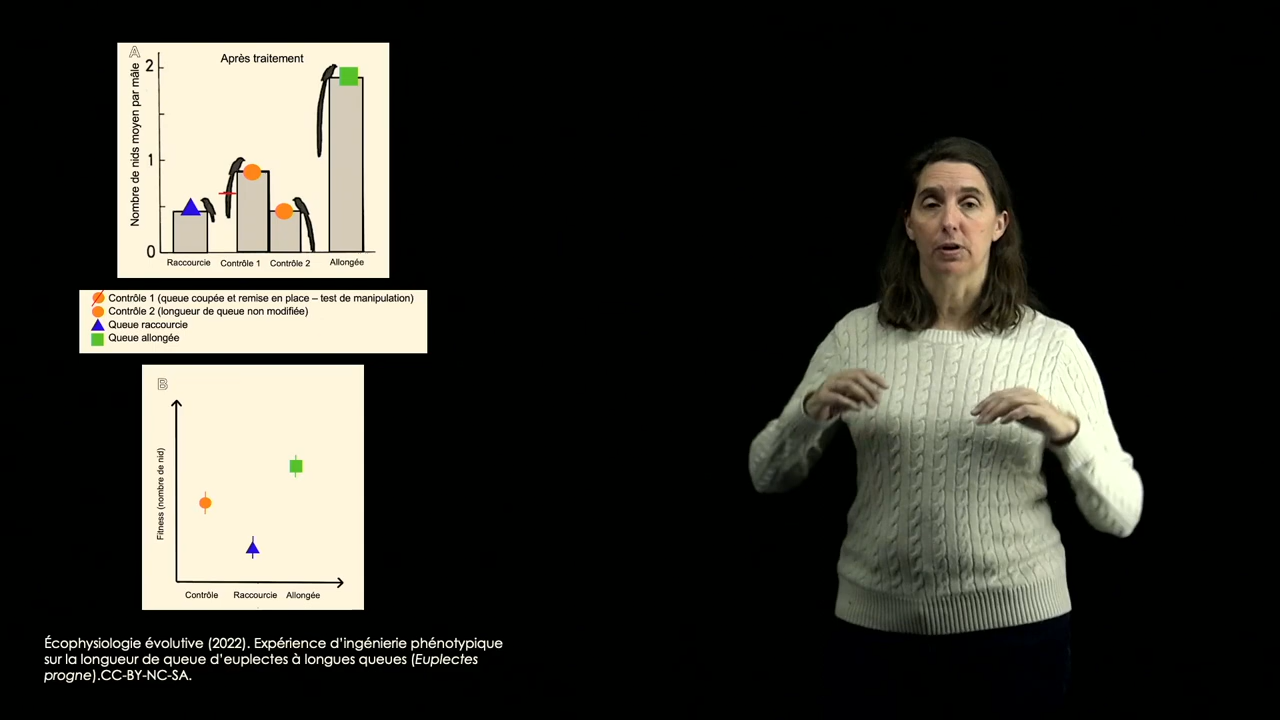 A
Après traitement
Nombre de nids moyen par mâle
2
1
0
Raccourcie
Contrôle 1
Contrôle 2
Allongée
Contrôle 1 (queue coupée et remise en place – test de manipulation)
Contrôle 2 (longueur de queue non modifiée)
Queue raccourcie
Queue allongée
B
Fitness (nombre de nid)
Contrôle
Raccourcie
Allongée
Écophysiologie évolutive (2022). Expérience d’ingénierie phénotypique
sur la longueur de queue d’euplectes à longues queues (Euplectes
progne).CC-BY-NC-SA.